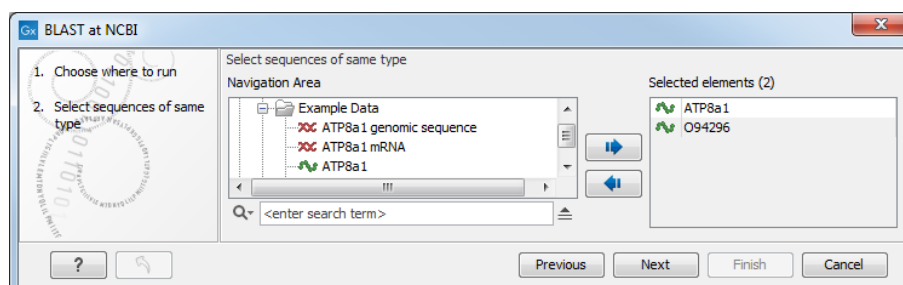 Gx BLAST at NCBI
X
1. Choose where to run
2. Select sequences of same
type
Select sequences of same type
Navigation Area
Example Data
ATP8a1 genomic sequence
ATP8a1 mRNA
ATP8a1
<enter search term>
Selected elements (2)
ATP8a1
O94296
?
Previous
Next
Finish
Cancel